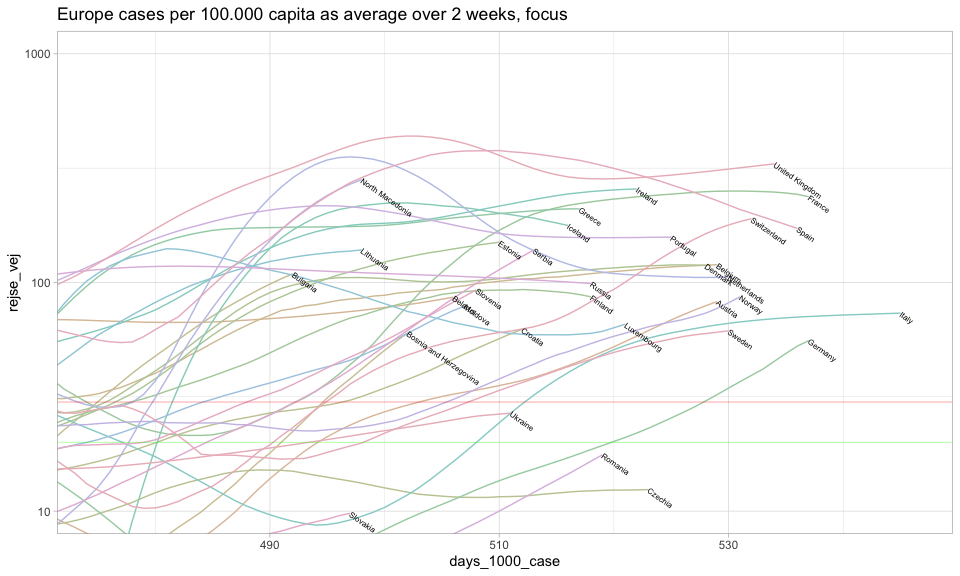 Europe cases per 100.000 capita as average over 2 weeks, focus
1000
rejse_vej
United Kingdom
North Macedonia
Ireland
France
Greece
Switzerland
Iceland
Spain
Portugal
Estonia
Serbia
Lithuania
100
Bulgaria
Belgium
Denmark
Netherlands
Russia
Slovenia
Finland
Norway
Belarus
Moldova
Austria
Italy
Croatia
Luxembourg
Sweden
Bosnia and Herzegovina
Germany
Ukraine
Romania
Czechia
10
Slovakia
490
510
530
days_1000_case